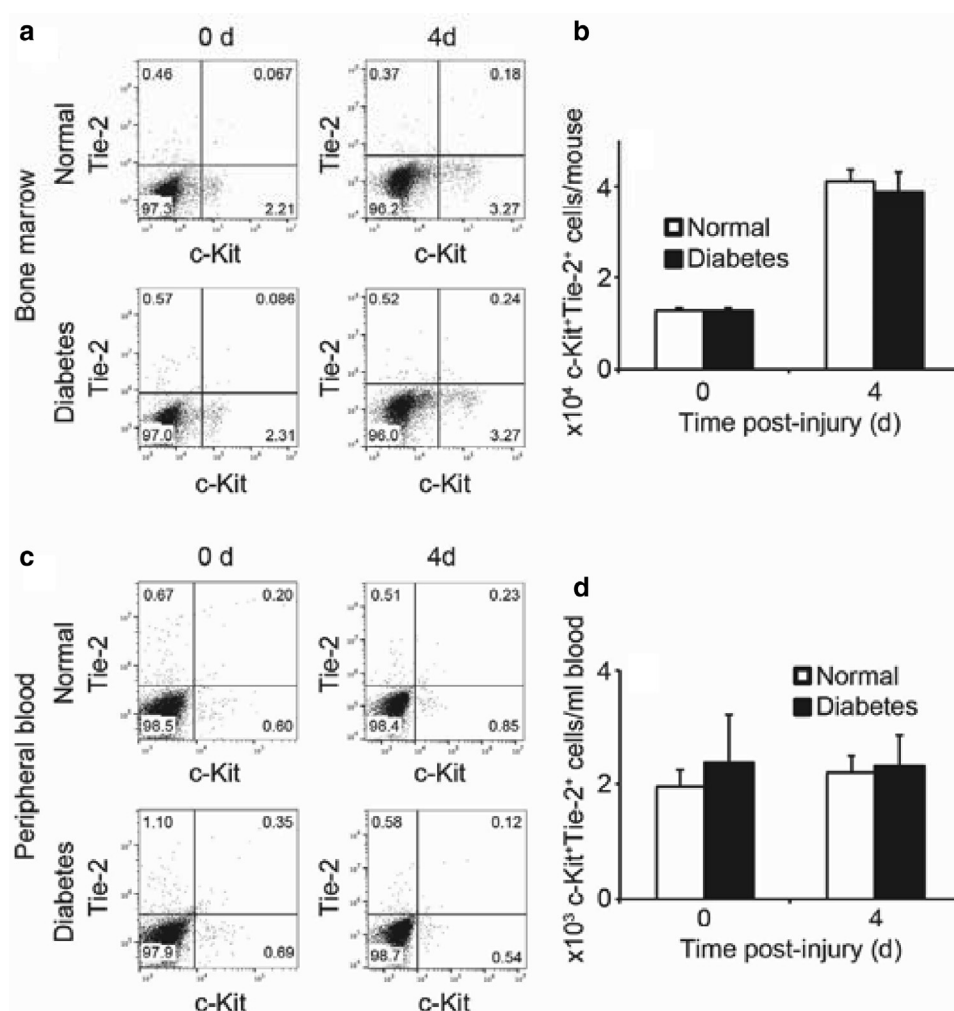 a
0 d
4d
Bone marrow
Normal
Tie-2
0.46
0.067
97.3
2.21
c-Kit
Tie-2
0.37
0.18
96.2
3.27
c-Kit
Diabetes
Tie-2
0.57
0.086
97.0
2.31
c-Kit
Tie-2
0.52
0.24
96.0
3.27
c-Kit
b
x10⁴ c-Kit⁺Tie-2⁺ cells/mouse
4
2
0
Normal
Diabetes
0
4
Time post-injury (d)
c
0 d
4d
Peripheral blood
Normal
Tie-2
0.67
0.20
98.5
0.60
c-Kit
Tie-2
0.51
0.23
98.4
0.85
c-Kit
Diabetes
Tie-2
1.10
0.35
97.9
0.69
c-Kit
Tie-2
0.58
0.12
98.7
0.54
c-Kit
d
x10³ c-Kit⁺Tie-2⁺ cells/ml blood
4
2
0
Normal
Diabetes
0
4
Time post-injury (d)